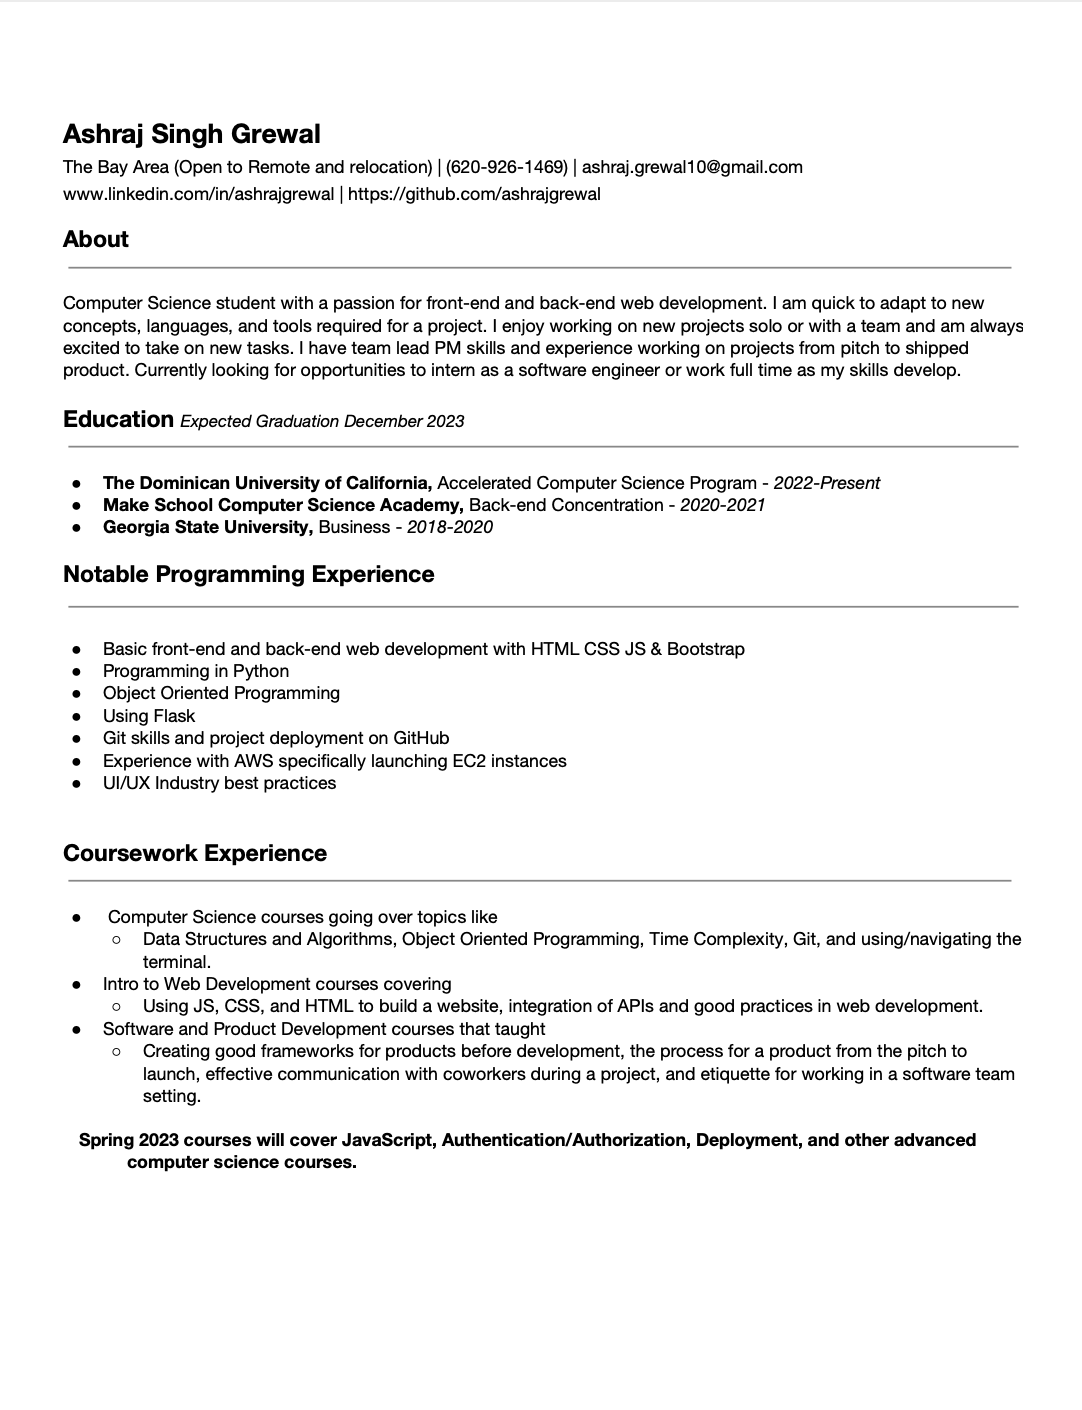 Ashraj Singh Grewal
The Bay Area (Open to Remote and relocation) | (620-926-1469) | ashraj.grewal10@gmail.com
www.linkedin.com/in/ashrajgrewal | https://github.com/ashrajgrewal
About
Computer Science student with a passion for front-end and back-end web development. I am quick to adapt to new
concepts, languages, and tools required for a project. I enjoy working on new projects solo or with a team and am always
excited to take on new tasks. I have team lead PM skills and experience working on projects from pitch to shipped
product. Currently looking for opportunities to intern as a software engineer or work full time as my skills develop.
Education Expected Graduation December 2023
● The Dominican University of California, Accelerated Computer Science Program - 2022-Present
● Make School Computer Science Academy, Back-end Concentration - 2020-2021
● Georgia State University, Business - 2018-2020
Notable Programming Experience
● Basic front-end and back-end web development with HTML CSS JS & Bootstrap
● Programming in Python
● Object Oriented Programming
● Using Flask
● Git skills and project deployment on GitHub
● Experience with AWS specifically launching EC2 instances
● UI/UX Industry best practices
Coursework Experience
● Computer Science courses going over topics like
○ Data Structures and Algorithms, Object Oriented Programming, Time Complexity, Git, and using/navigating the
terminal.
● Intro to Web Development courses covering
○ Using JS, CSS, and HTML to build a website, integration of APIs and good practices in web development.
● Software and Product Development courses that taught
○ Creating good frameworks for products before development, the process for a product from the pitch to
launch, effective communication with coworkers during a project, and etiquette for working in a software team
setting.
Spring 2023 courses will cover JavaScript, Authentication/Authorization, Deployment, and other advanced
computer science courses.